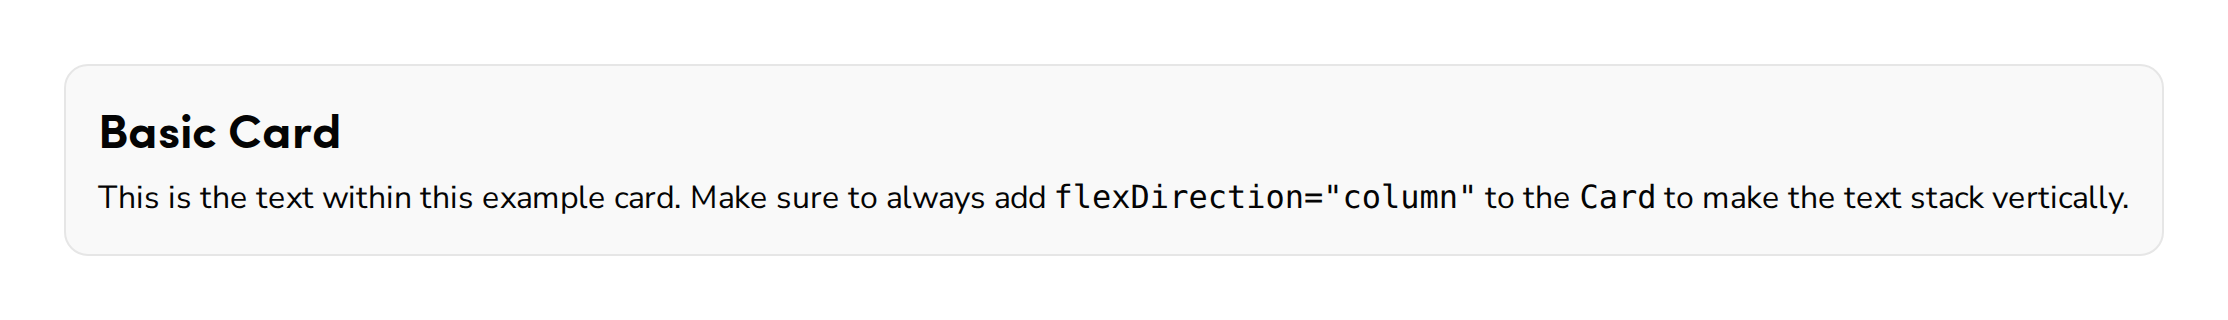 Basic Card
This is the text within this example card. Make sure to always add flexDirection="column" to the Card to make the text stack vertically.